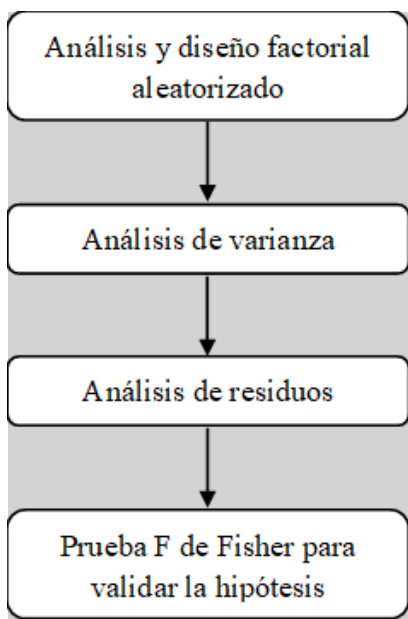 Análisis y diseño factorial
aleatorizado
Análisis de varianza
Análisis de residuos
Prueba F de Fisher para
validar la hipótesis